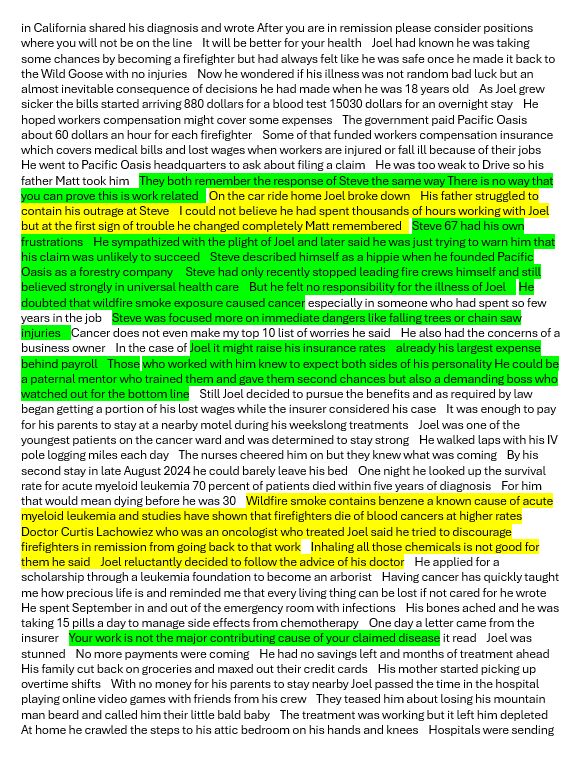 in California shared his diagnosis and wrote After you are in remission please consider positions
where you will not be on the line It will be better for your health Joel had known he was taking
some chances by becoming a firefighter but had always felt like he was safe once he made it back to
the Wild Goose with no injuries Now he wondered if his illness was not random bad luck but an
almost inevitable consequence of decisions he had made when he was 18 years old As Joel grew
sicker the bills started arriving 880 dollars for a blood test 15030 dollars for an overnight stay He
hoped workers compensation might cover some expenses The government paid Pacific Oasis
about 60 dollars an hour for each firefighter Some of that funded workers compensation insurance
which covers medical bills and lost wages when workers are injured or fall ill because of their jobs
He went to Pacific Oasis headquarters to ask about filing a claim He was too weak to Drive so his
father Matt took him They both remember the response of Steve the same way There is no way that
you can prove this is work related On the car ride home Joel broke down His father struggled to
contain his outrage at Steve I could not believe he had spent thousands of hours working with Joel
but at the first sign of trouble he changed completely Matt remembered Steve 67 had his own
frustrations He sympathized with the plight of Joel and later said he was just trying to warn him that
his claim was unlikely to succeed Steve described himself as a hippie when he founded Pacific
Oasis as a forestry company Steve had only recently stopped leading fire crews himself and still
believed strongly in universal health care But he felt no responsibility for the illness of Joel He
doubted that wildfire smoke exposure caused cancer especially in someone who had spent so few
years in the job Steve was focused more on immediate dangers like falling trees or chain saw
injuries Cancer does not even make my top 10 list of worries he said He also had the concerns of a
business owner In the case of Joel it might raise his insurance rates already his largest expense
behind payroll Those who worked with him knew to expect both sides of his personality He could be
a paternal mentor who trained them and gave them second chances but also a demanding boss who
watched out for the bottom line Still Joel decided to pursue the benefits and as required by law
began getting a portion of his lost wages while the insurer considered his case It was enough to pay
for his parents to stay at a nearby motel during his weekslong treatments Joel was one of the
youngest patients on the cancer ward and was determined to stay strong He walked laps with his IV
pole logging miles each day The nurses cheered him on but they knew what was coming By his
second stay in late August 2024 he could barely leave his bed One night he looked up the survival
rate for acute myeloid leukemia 70 percent of patients died within five years of diagnosis For him
that would mean dying before he was 30 Wildfire smoke contains benzene a known cause of acute
myeloid leukemia and studies have shown that firefighters die of blood cancers at higher rates
Doctor Curtis Lachowiez who was an oncologist who treated Joel said he tried to discourage
firefighters in remission from going back to that work Inhaling all those chemicals is not good for
them he said Joel reluctantly decided to follow the advice of his doctor He applied for a
scholarship through a leukemia foundation to become an arborist Having cancer has quickly taught
me how precious life is and reminded me that every living thing can be lost if not cared for he wrote
He spent September in and out of the emergency room with infections His bones ached and he was
taking 15 pills a day to manage side effects from chemotherapy One day a letter came from the
insurer Your work is not the major contributing cause of your claimed disease it read Joel was
stunned No more payments were coming He had no savings left and months of treatment ahead
His family cut back on groceries and maxed out their credit cards His mother started picking up
overtime shifts With no money for his parents to stay nearby Joel passed the time in the hospital
playing online video games with friends from his crew They teased him about losing his mountain
man beard and called him their little bald baby The treatment was working but it left him depleted
At home he crawled the steps to his attic bedroom on his hands and knees Hospitals were sending